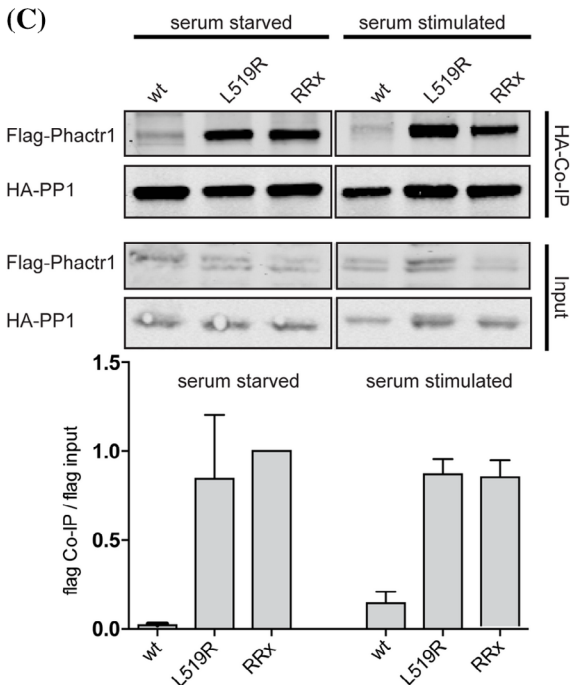 (C)
serum starved
serum stimulated
wt
L519R
RRx
wt
L519R
RRx
Flag-Phactr1
HA-PP1
HA-Co-IP
Flag-Phactr1
HA-PP1
Input
flag Co-IP / flag input
1.5
1.0
0.5
0.0
serum starved
serum stimulated
wt
L519R
RRx
wt
L519R
RRx